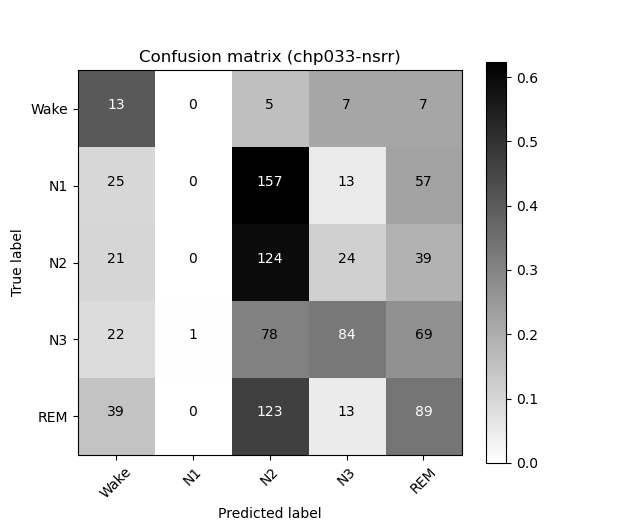 Confusion matrix (chp033-nsrr)
True label
Wake 13 0 5 7 7
N1 25 0 157 13 57
N2 21 0 124 24 39
N3 22 1 78 84 69
REM 39 0 123 13 89
Wake N1 N2 N3 REM
Predicted label
0.6
0.5
0.4
0.3
0.2
0.1
0.0